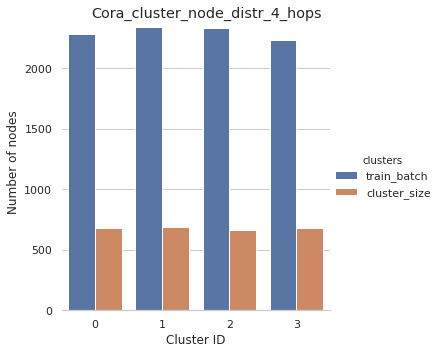 Cora_cluster_node_distr_4_hops
2000
1500
1000
500
0
Number of nodes
0 1 2 3
Cluster ID
clusters
train_batch
cluster_size